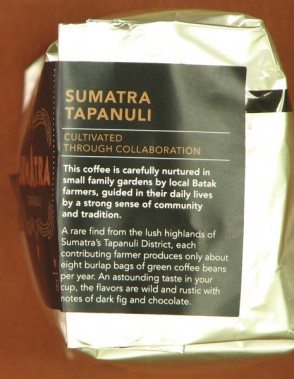 SUMATRA
TAPANULI
CULTIVATED
THROUGH COLLABORATION
This coffee is carefully nurtured in
small family gardens by local Batak
farmers, guided in their daily lives
by a strong sense of community
and tradition.
A rare find from the lush highlands of
Sumatra's Tapanuli District, each
contributing farmer produces only about
eight burlap bags of green coffee beans
per year. An astounding taste in your
cup, the flavors are wild and rustic with
notes of dark fig and chocolate.
SUMATRA